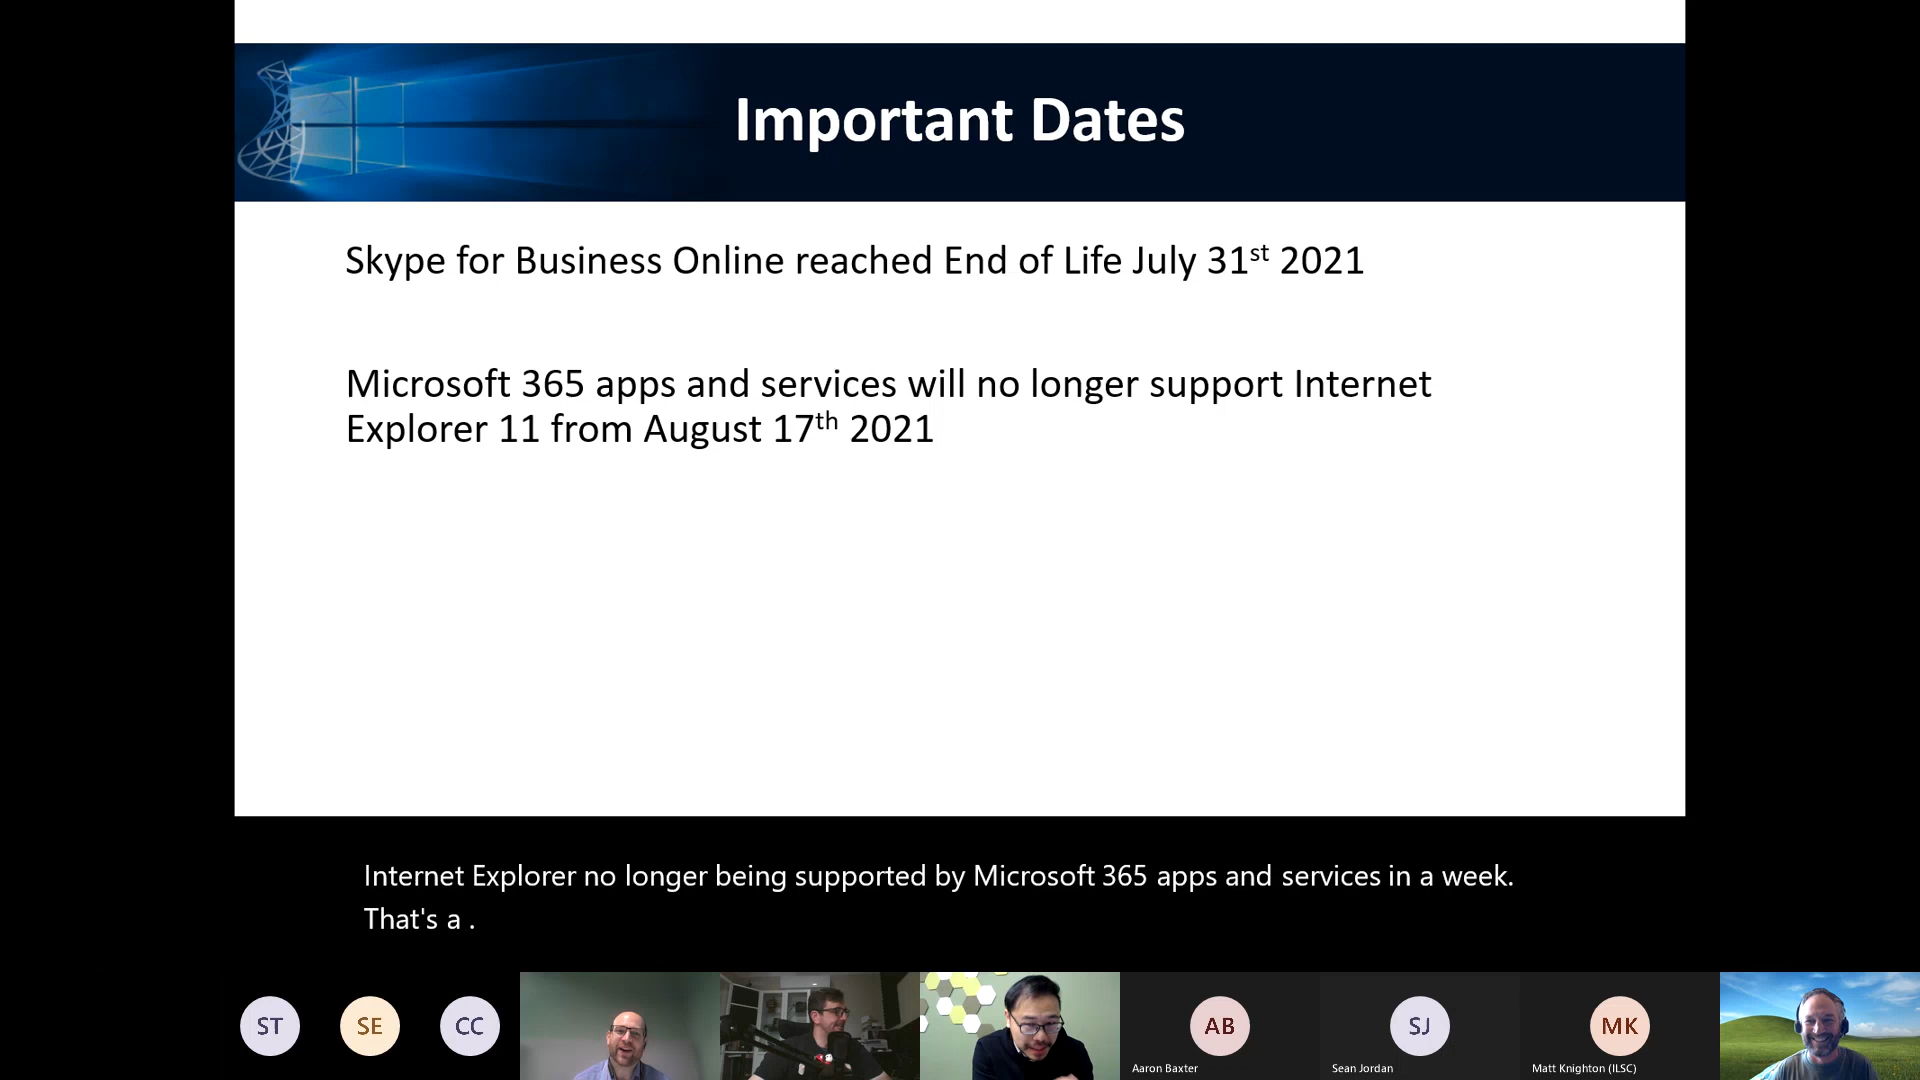 Important Dates
Skype for Business Online reached End of Life July 31st 2021
Microsoft 365 apps and services will no longer support Internet
Explorer 11 from August 17th 2021
Internet Explorer no longer being supported by Microsoft 365 apps and services in a week.
That's a .
ST
SE
CC
AB
SJ
MK
Aaron Baxter
Sean Jordan
Matt Knighton (ILSC)